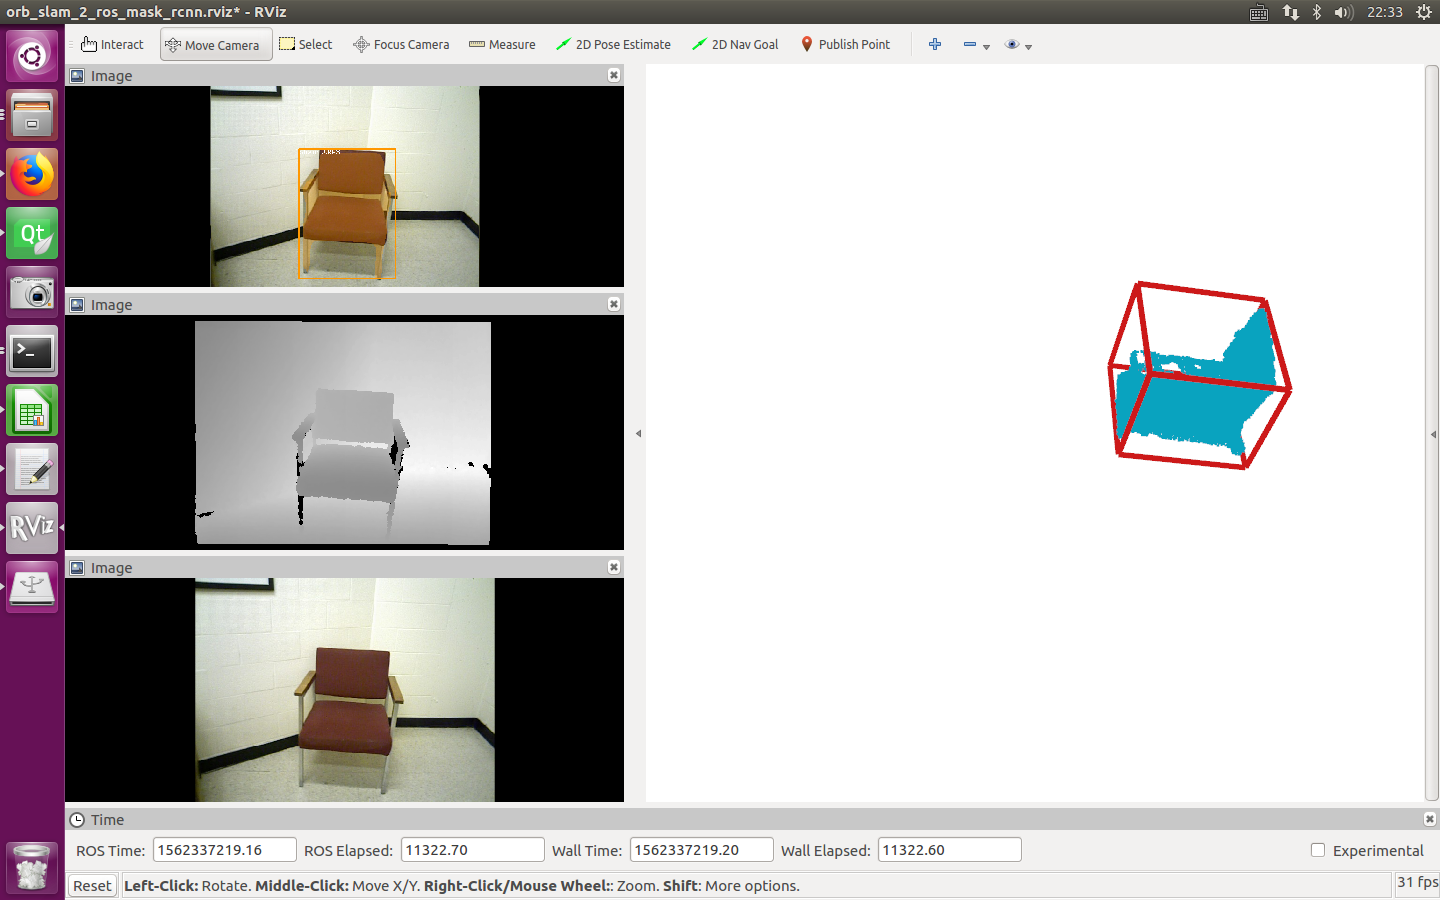 orb_slam_2_ros_mask_rcnn.rviz* - RViz
22:33
Interact
Move Camera
Select
Focus Camera
Measure
2D Pose Estimate
2D Nav Goal
Publish Point
Image
Image
Image
Qt
RViz
Time
ROS Time: 1562337219.16 ROS Elapsed: 11322.70 Wall Time: 1562337219.20 Wall Elapsed: 11322.60
Experimental
Reset
Left-Click: Rotate. Middle-Click: Move X/Y. Right-Click/Mouse Wheel:: Zoom. Shift: More options.
31 fps